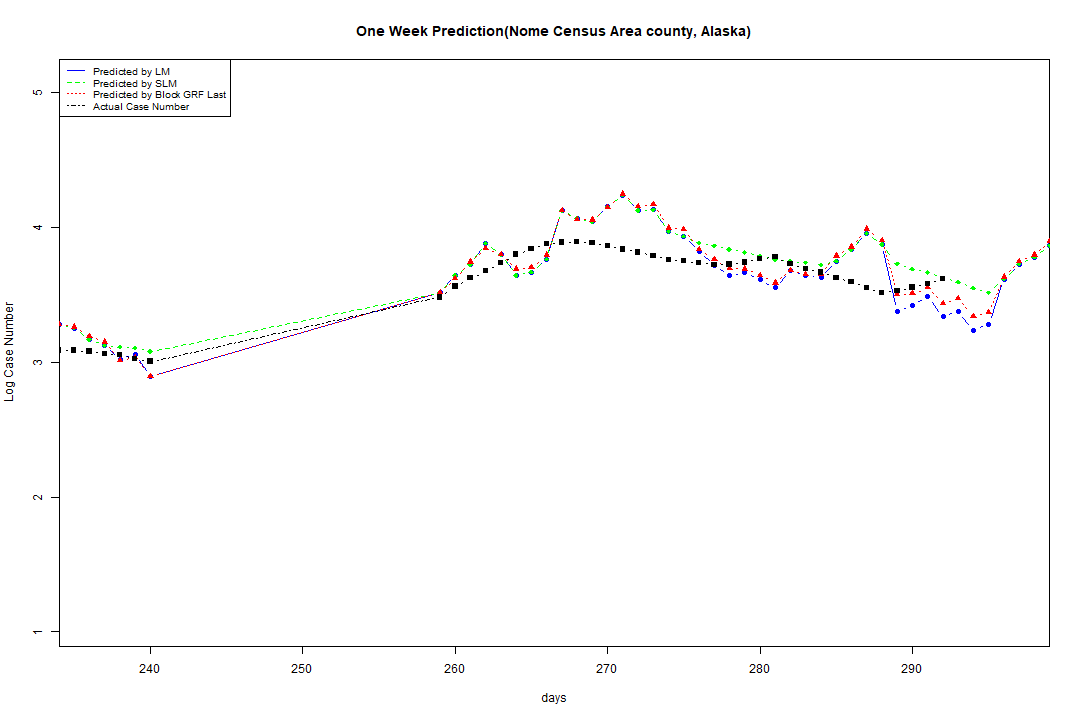 One Week Prediction(Nome Census Area county, Alaska)
Predicted by LM
Predicted by SLM
Predicted by Block GRF Last
Actual Case Number
5
4
3
2
1
Log Case Number
240 250 260 270 280 290
days